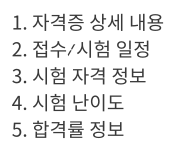 1. 자격증 상세 내용
2. 접수/시험 일정
3. 시험 자격 정보
4. 시험 난이도
5. 합격률 정보